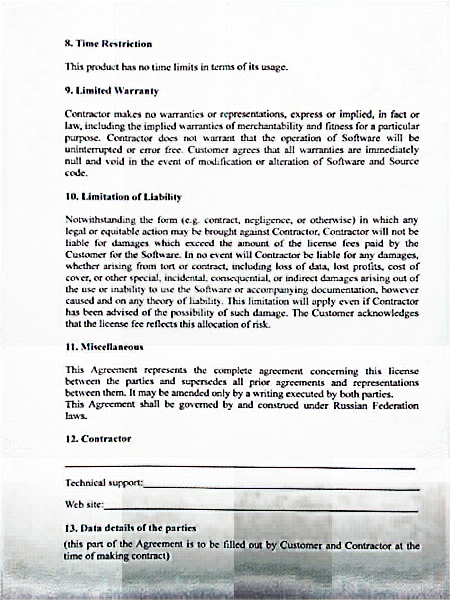 8. Time Restriction
This product has no time limits in terms of its usage.
9. Limited Warranty
Contractor makes no warranties or representations, express or implied, in fact or
law, including the implied warranties of merchantability and fitness for a particular
purpose. Contractor does not warrant that the operation of Software will be
uninterrupted or error free. Customer agrees that all warranties are immediately
null and void in the event of modification or alteration of Software and Source
code.
10. Limitation of Liability
Notwithstanding the form (e.g. contract, negligence, or otherwise) in which any
legal or equitable action may be brought against Contractor, Contractor will not be
liable for damages which exceed the amount of the license fees paid by the
Customer for the Software. In no event will Contractor be liable for any damages,
whether arising from tort or contract, including loss of data, lost profits, cost of
cover, or other special, incidental, consequential, or indirect damages arising out of
the use or inability to use the Software or accompanying documentation, however
caused and on any theory of liability. This limitation will apply even if Contractor
has been advised of the possibility of such damage. The Customer acknowledges
that the license fee reflects this allocation of risk.
11. Miscellaneous
This Agreement represents the complete agreement concerning this license
between the parties and supersedes all prior agreements and representations
between them. It may be amended only by a writing executed by both parties.
This Agreement shall be governed by and construed under Russian Federation
laws.
12. Contractor
Technical support:
Web site:
13. Data details of the parties
(this part of the Agreement is to be filled out by Customer and Contractor at the
time of making contract)